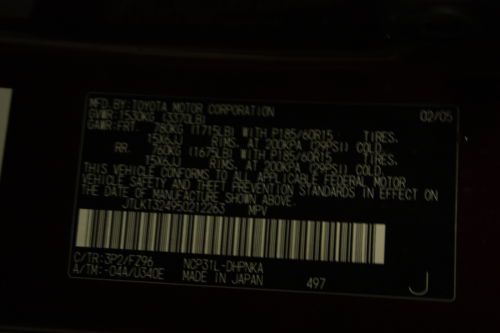 MFD. BY: TOYOTA MOTOR CORPORATION 02/05
GVWR: 1530KG (3370LB)
GAWR: FRT. 780KG (1715LB) WITH P185/60R15 TIRES.
15X6JJ RIMS. AT 200KPA (29PSI) COLD.
RR. 760KG (1675LB) WITH P185/60R15 TIRES.
15X6JJ RIMS. AT 200KPA (29PSI) COLD.
THIS VEHICLE CONFORMS TO ALL APPLICABLE FEDERAL MOTOR
VEHICLE SAFETY AND THEFT PREVENTION STANDARDS IN EFFECT ON
THE DATE OF MANUFACTURE SHOWN ABOVE.
MPV
C/TR: 3P2/FZ96 NCP31L-DHPNKA
A/TM: -04A/U340E MADE IN JAPAN 497 J